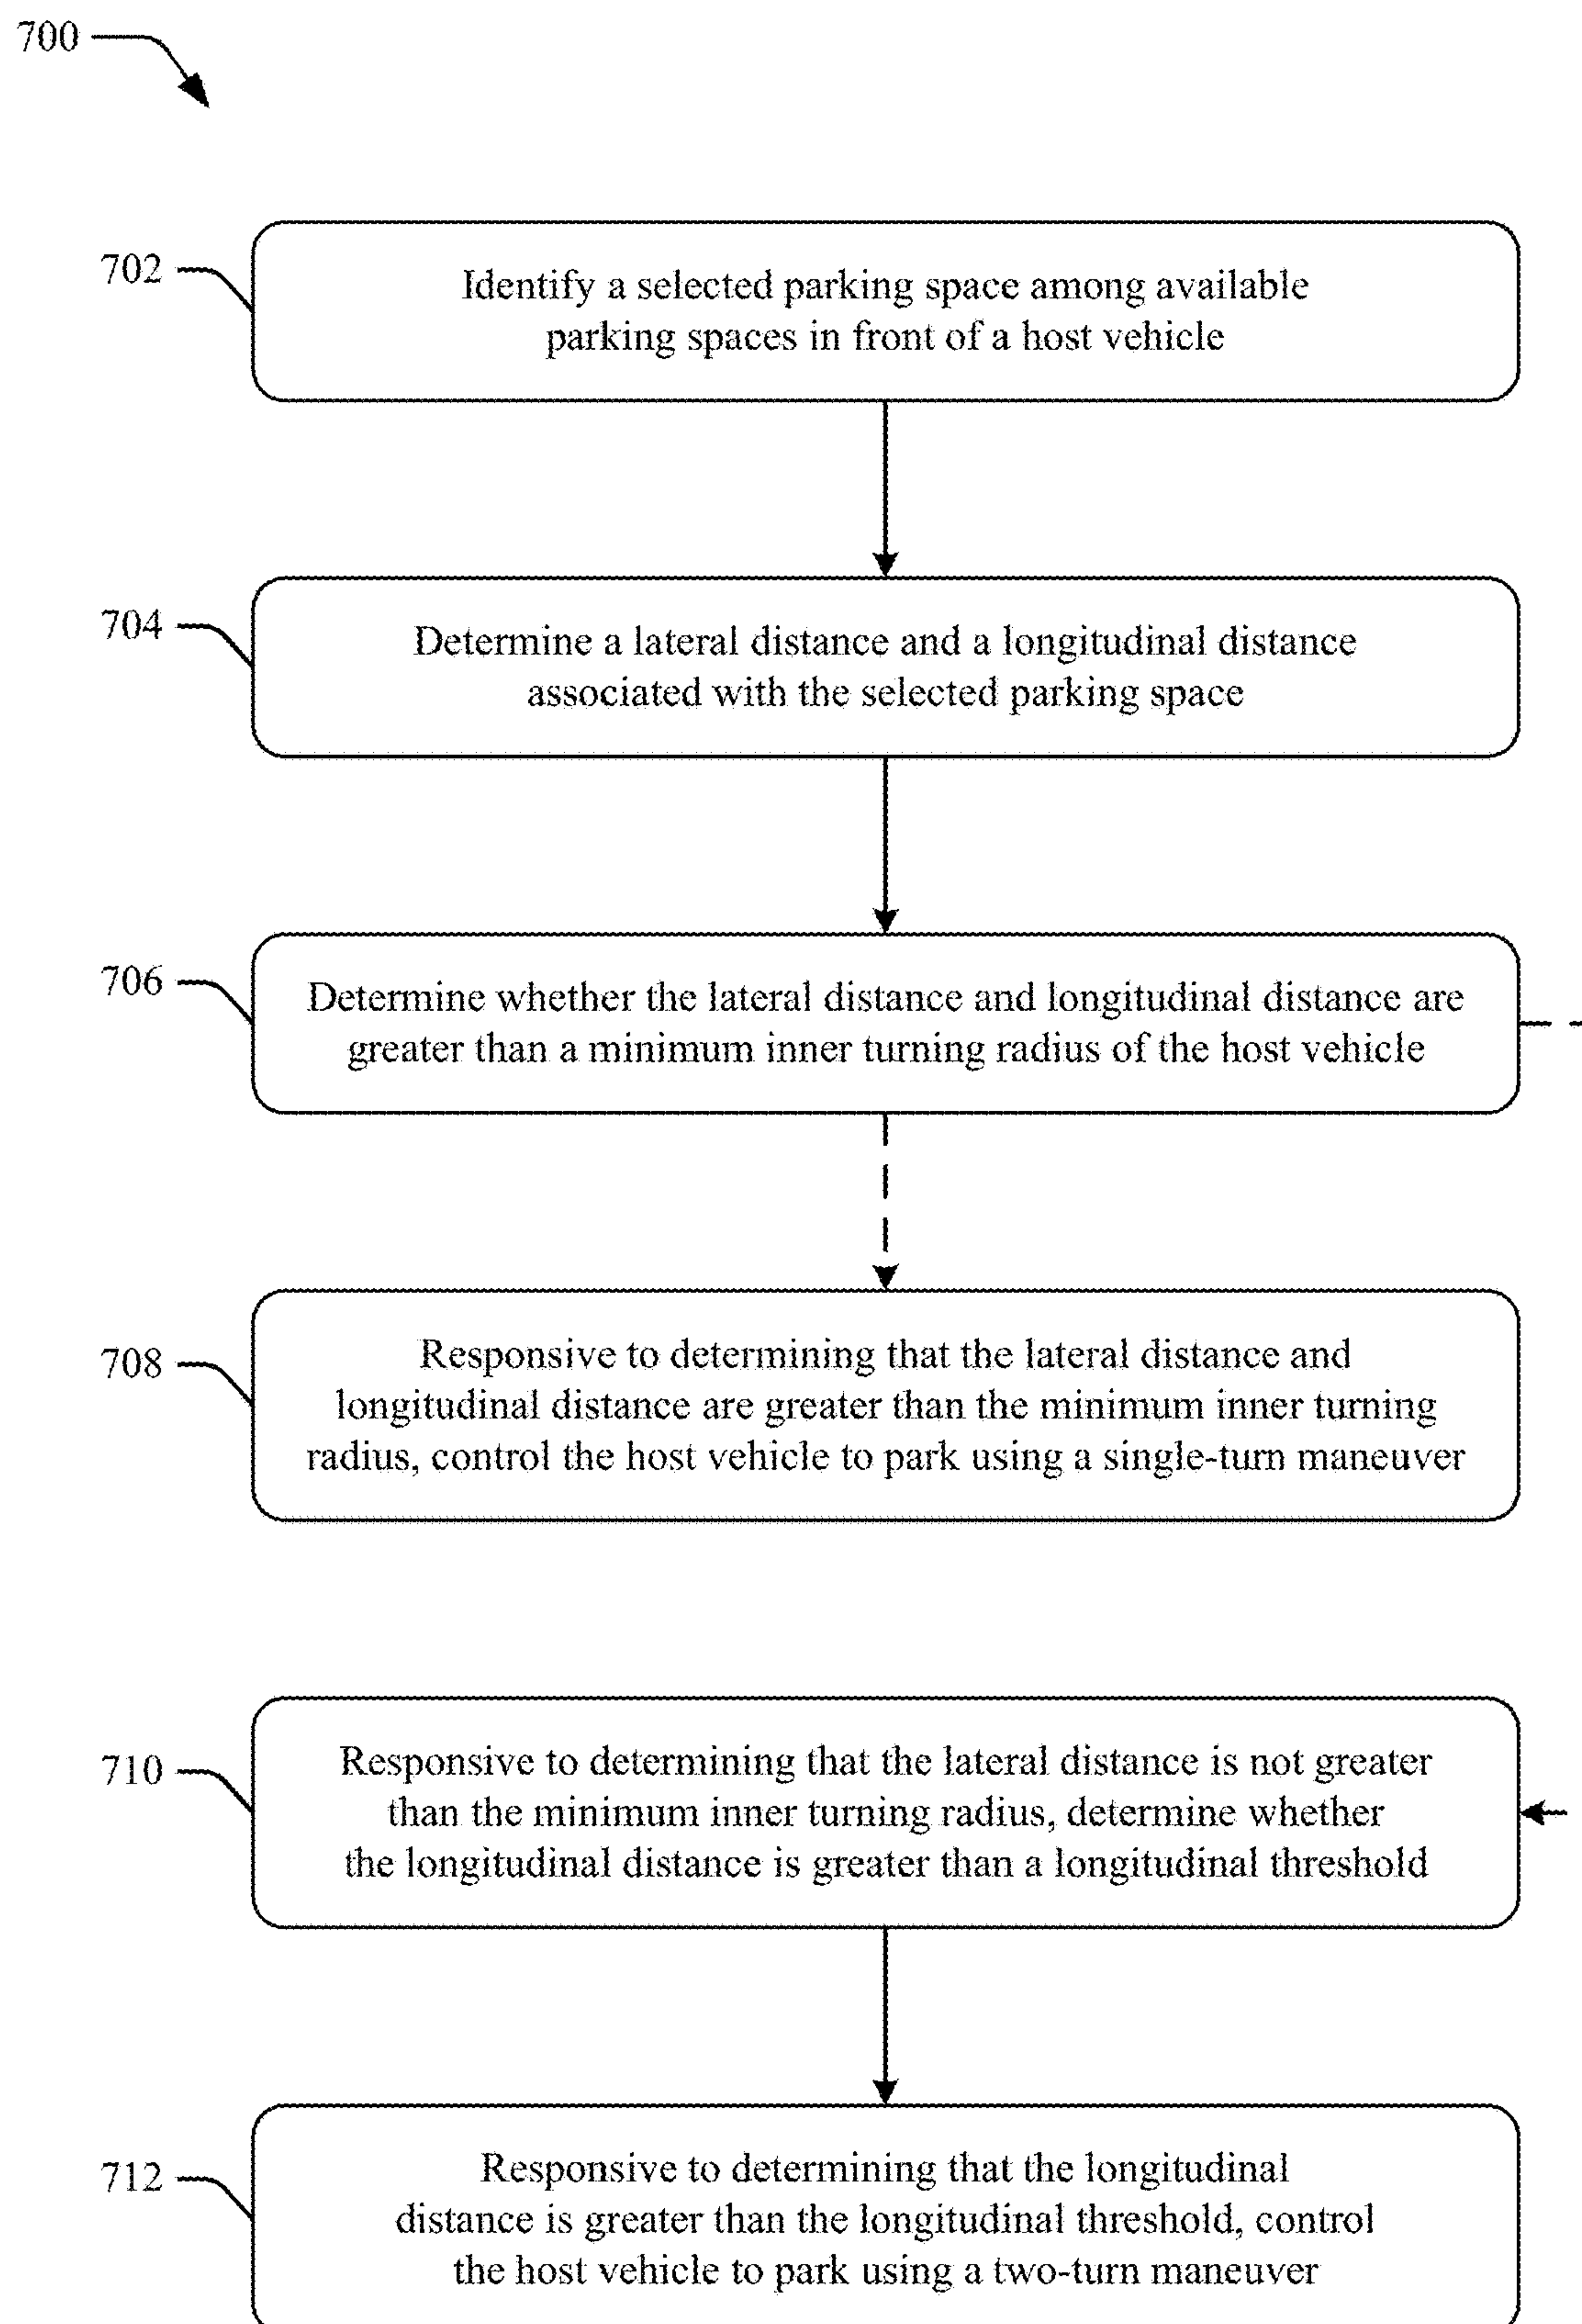 700
702
Identify a selected parking space among available
parking spaces in front of a host vehicle
704
Determine a lateral distance and a longitudinal distance
associated with the selected parking space
706
Determine whether the lateral distance and longitudinal distance are
greater than a minimum inner turning radius of the host vehicle
708
Responsive to determining that the lateral distance and
longitudinal distance are greater than the minimum inner turning
radius, control the host vehicle to park using a single-turn maneuver
710
Responsive to determining that the lateral distance is not greater
than the minimum inner turning radius, determine whether
the longitudinal distance is greater than a longitudinal threshold
712
Responsive to determining that the longitudinal
distance is greater than the longitudinal threshold, control
the host vehicle to park using a two-turn maneuver